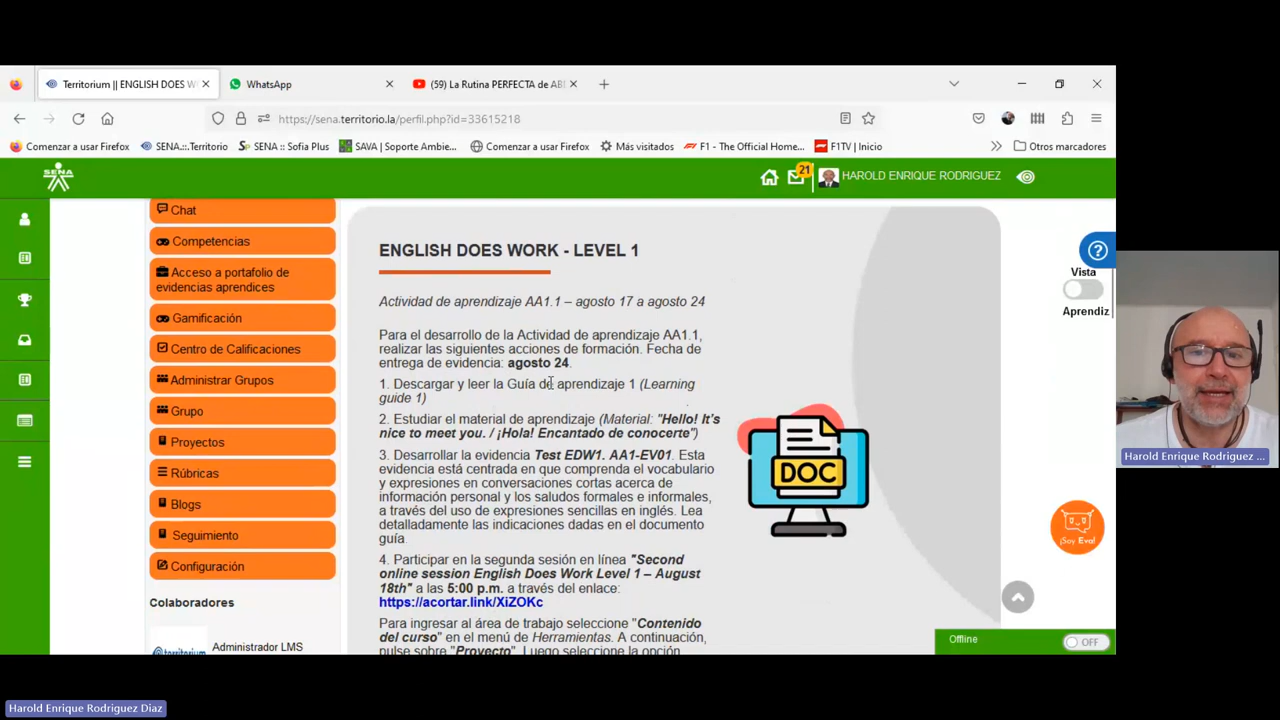 Territorium || ENGLISH DOES W
WhatsApp
(59) La Rutina PERFECTA de AB
https://sena.territorio.la/perfil.php?id=33615218
Comenzar a usar Firefox
SENA.::.Territorio
SENA :: Sofia Plus
SAVA | Soporte Ambie...
Comenzar a usar Firefox
Más visitados
F1 - The Official Home...
F1TV | Inicio
Otros marcadores
SENA
21
HAROLD ENRIQUE RODRIGUEZ
Chat
Competencias
Acceso a portafolio de
evidencias aprendices
Gamificación
Centro de Calificaciones
Administrar Grupos
Grupo
Proyectos
Rúbricas
Blogs
Seguimiento
Configuración
Colaboradores
territorium
Administrador LMS
ENGLISH DOES WORK - LEVEL 1
Actividad de aprendizaje AA1.1 – agosto 17 a agosto 24
Para el desarrollo de la Actividad de aprendizaje AA1.1,
realizar las siguientes acciones de formación. Fecha de
entrega de evidencia: agosto 24.
1. Descargar y leer la Guía de aprendizaje 1 (Learning
guide 1)
2. Estudiar el material de aprendizaje (Material: "Hello! It's
nice to meet you. / ¡Hola! Encantado de conocerte")
3. Desarrollar la evidencia Test EDW1. AA1-EV01. Esta
evidencia está centrada en que comprenda el vocabulario
y expresiones en conversaciones cortas acerca de
información personal y los saludos formales e informales,
a través del uso de expresiones sencillas en inglés. Lea
detalladamente las indicaciones dadas en el documento
guía.
4. Participar en la segunda sesión en línea "Second
online session English Does Work Level 1 – August
18th" a las 5:00 p.m. a través del enlace:
https://acortar.link/XiZOKc
Para ingresar al área de trabajo seleccione "Contenido
del curso" en el menú de Herramientas. A continuación,
pulse sobre "Proyecto". Luego seleccione la opción
DOC
Vista
Aprendiz
¡Soy Eva!
Offline
OFF
Harold Enrique Rodriguez ...
Harold Enrique Rodriguez Diaz